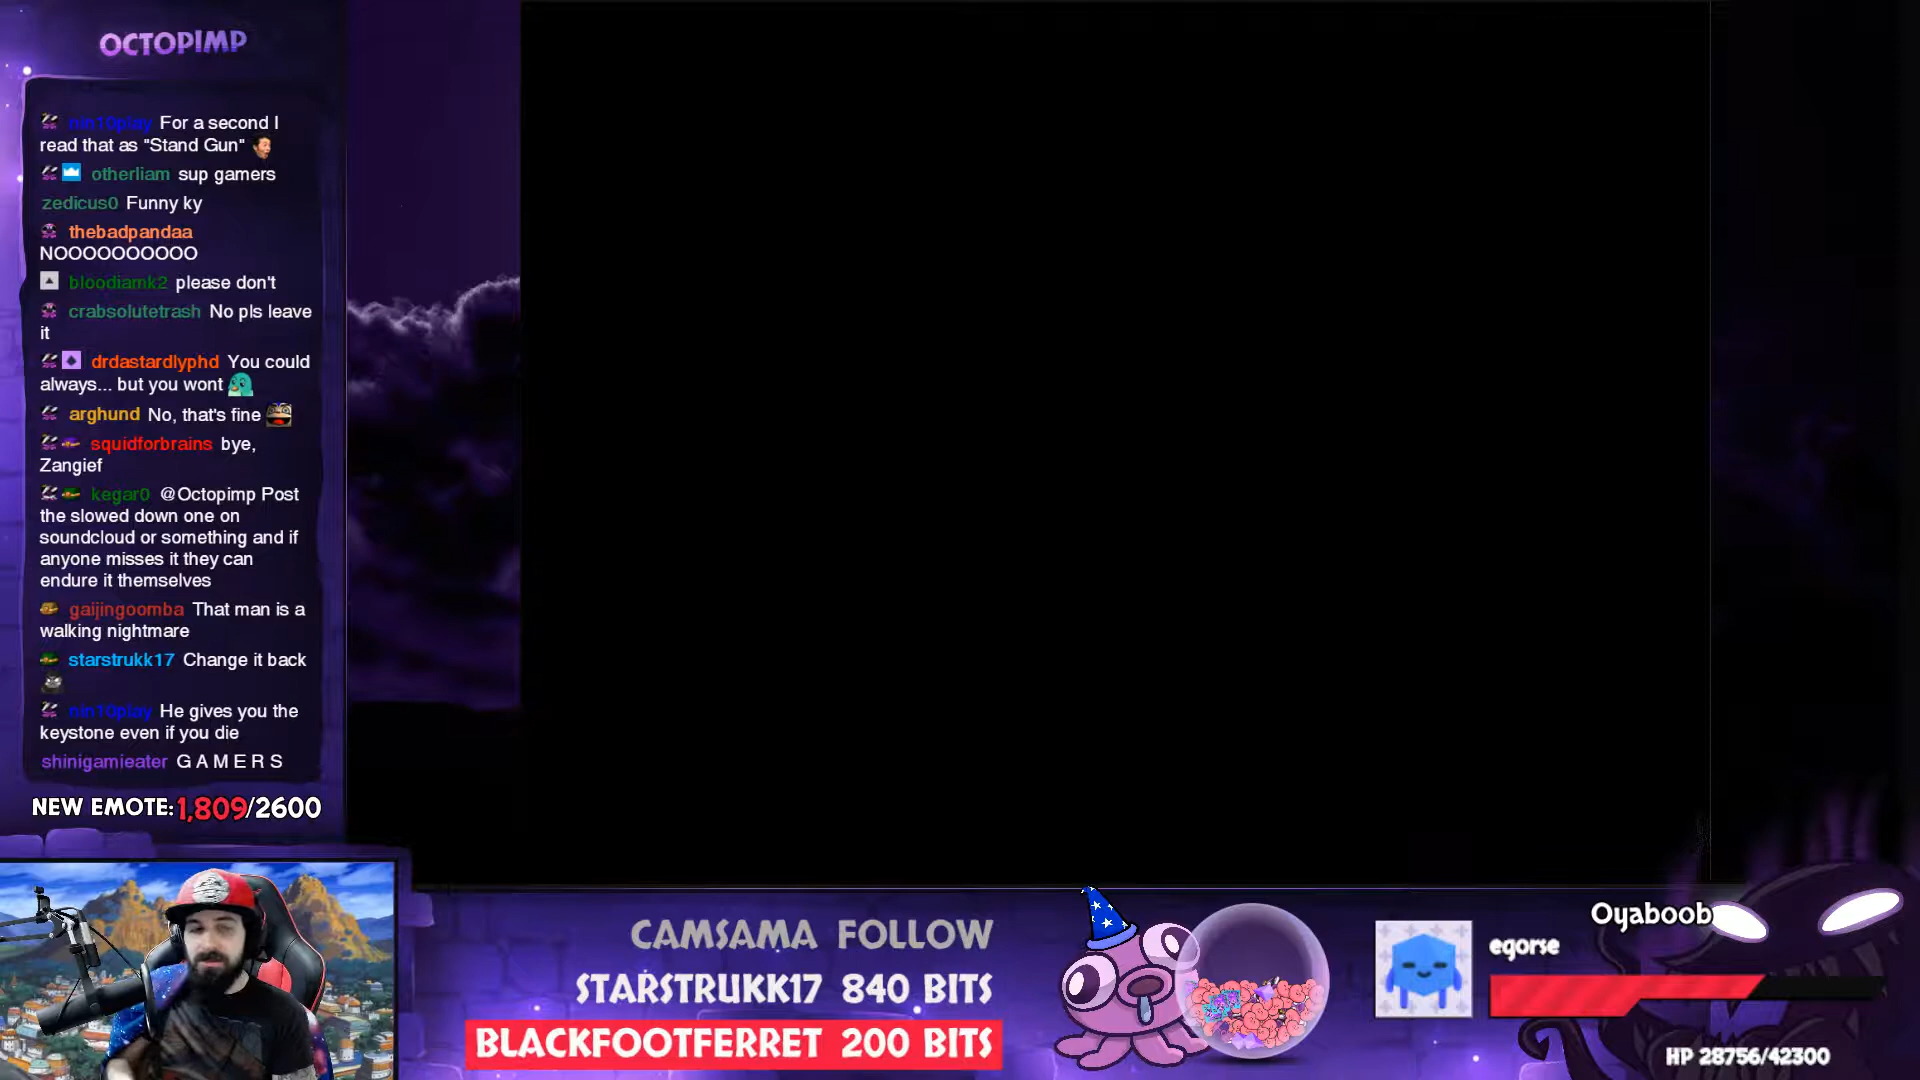 OCTOPIMP
nin10play For a second I
read that as "Stand Gun"
otherliam sup gamers
zedicus0 Funny ky
thebadpandaa
NOOOOOOOOOO
bloodiamk2 please don't
crabsolutetrash No pls leave
it
drdastardlyphd You could
always... but you wont
arghund No, that's fine
squidforbrains bye,
Zangief
kegar0 @Octopimp Post
the slowed down one on
soundcloud or something and if
anyone misses it they can
endure it themselves
gaijingoomba That man is a
walking nightmare
starstrukk17 Change it back
nin10play He gives you the
keystone even if you die
shinigamieater G A M E R S
NEW EMOTE: 1,809/2600
CAMSAMA FOLLOW
STARSTRUKK17 840 BITS
BLACKFOOTFERRET 200 BITS
Oyaboob
egorse
HP 28756/42300